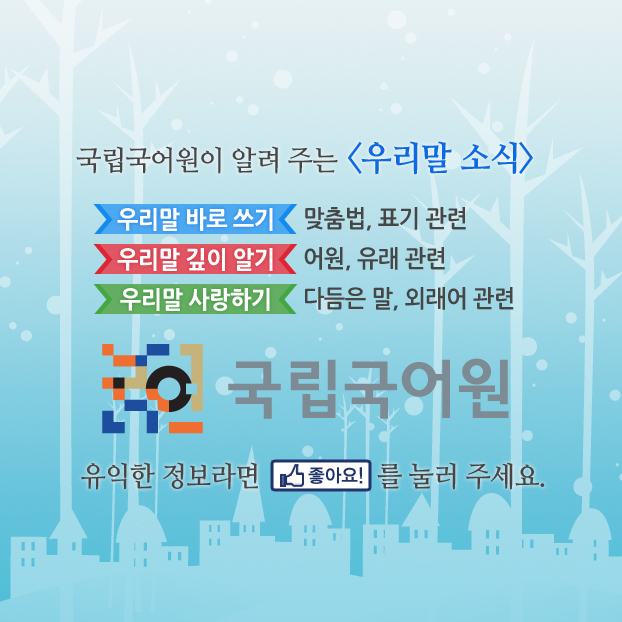 국립국어원이 알려 주는 〈우리말 소식〉
우리말 바로 쓰기 맞춤법, 표기 관련
우리말 깊이 알기 어원, 유래 관련
우리말 사랑하기 다듬은 말, 외래어 관련
국립국어원
유익한 정보라면 좋아요! 를 눌러 주세요.